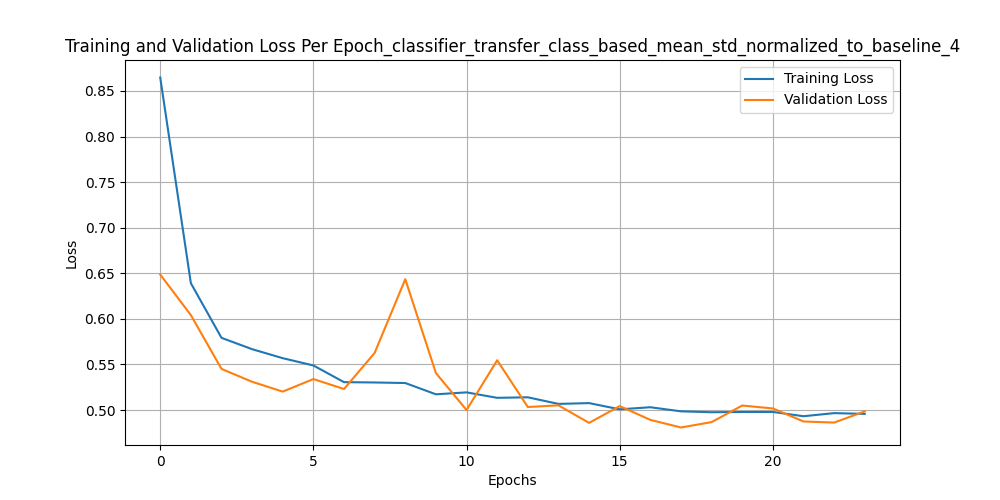 Training and Validation Loss Per Epoch_classifier_transfer_class_based_mean_std_normalized_to_baseline_4
Training Loss
Validation Loss
0.85
0.80
0.75
0.70
0.65
0.60
0.55
0.50
Loss
0 5 10 15 20
Epochs